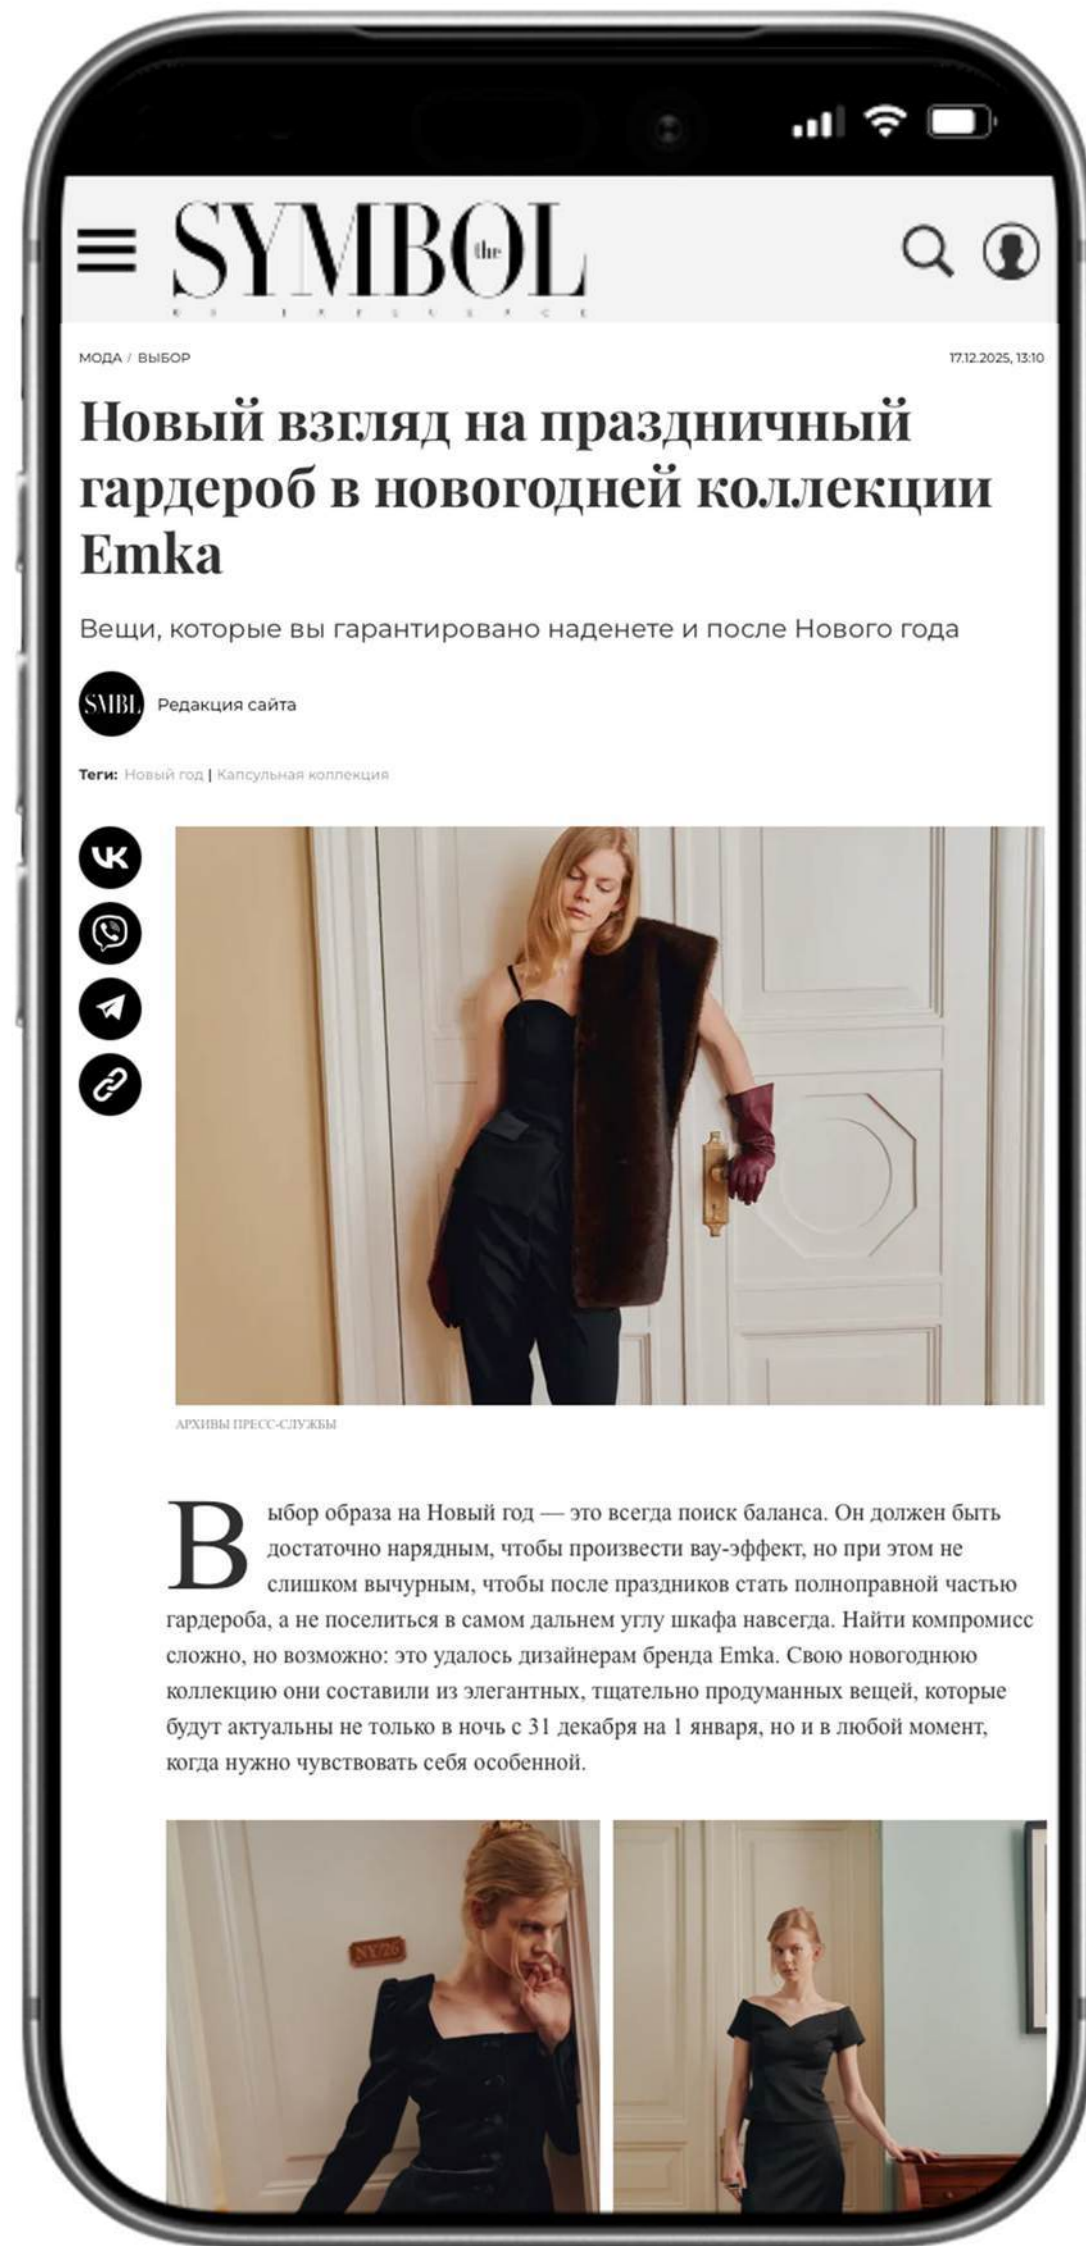 SYMBOL
the
МОДА / ВЫБОР
17.12.2025, 13:10
Новый взгляд на праздничный
гардероб в новогодней коллекции
Emka
Вещи, которые вы гарантировано наденете и после Нового года
SMBL
Редакция сайта
Теги: Новый год | Капсульная коллекция
АРХИВЫ ПРЕСС-СЛУЖБЫ
Выбор образа на Новый год — это всегда поиск баланса. Он должен быть
достаточно нарядным, чтобы произвести вау-эффект, но при этом не
слишком вычурным, чтобы после праздников стать полноправной частью
гардероба, а не поселиться в самом дальнем углу шкафа навсегда. Найти компромисс
сложно, но возможно: это удалось дизайнерам бренда Emka. Свою новогоднюю
коллекцию они составили из элегантных, тщательно продуманных вещей, которые
будут актуальны не только в ночь с 31 декабря на 1 января, но и в любой момент,
когда нужно чувствовать себя особенной.
NY/26